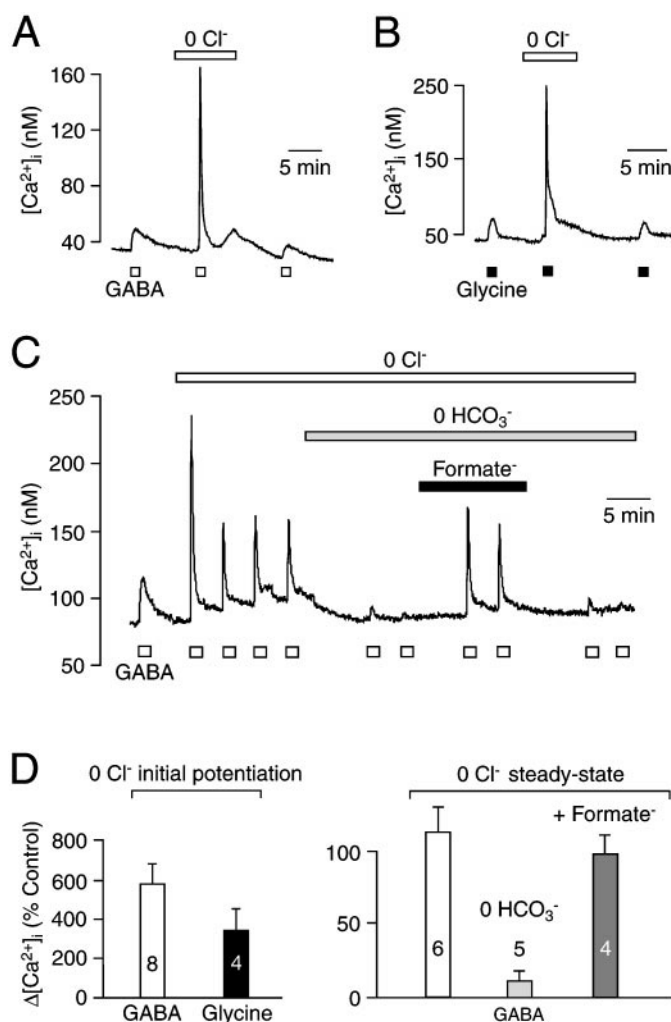 A
0 Cl⁻
160
120
80
40
[Ca²⁺]ᵢ (nM)
5 min
GABA
B
0 Cl⁻
250
150
50
[Ca²⁺]ᵢ (nM)
5 min
Glycine
C
0 Cl⁻
0 HCO₃⁻
Formate⁻
5 min
250
200
150
100
50
[Ca²⁺]ᵢ (nM)
GABA
D
0 Cl⁻ initial potentiation
800
600
400
200
0
Δ[Ca²⁺]ᵢ (% Control)
8
4
GABA
Glycine
0 Cl⁻ steady-state
+ Formate⁻
0 HCO₃⁻
100
50
0
6
5
4
GABA